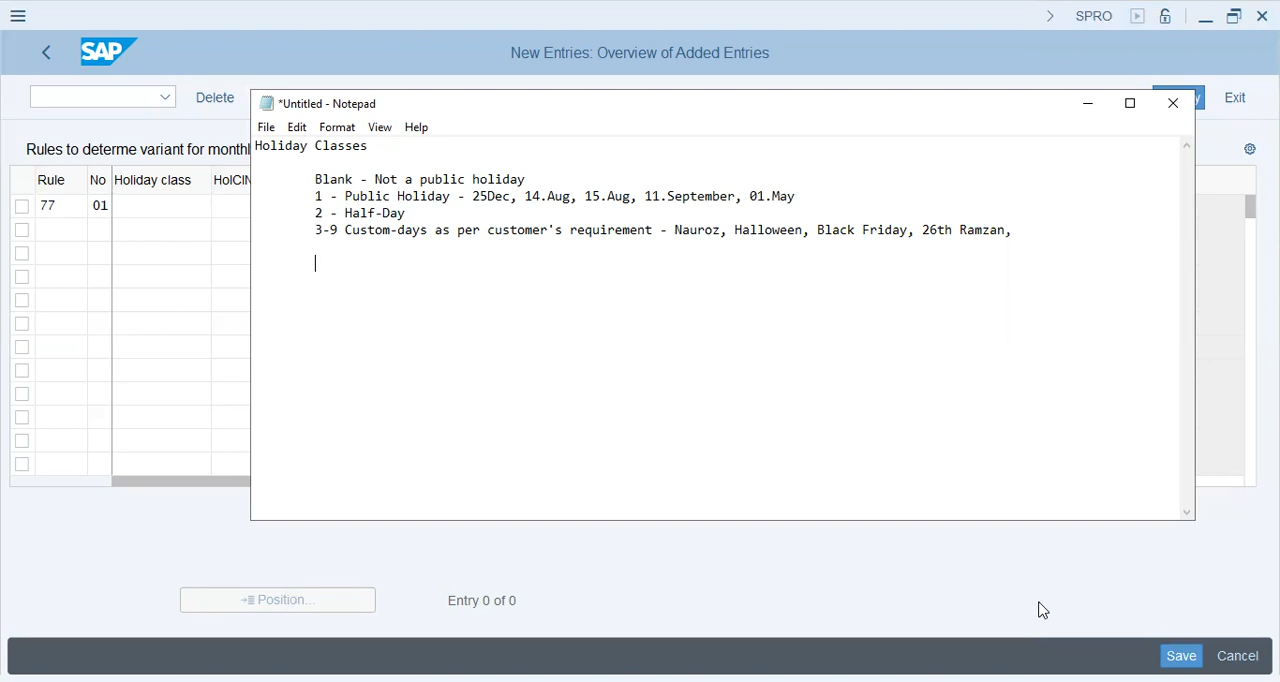 SPRO
SAP
New Entries: Overview of Added Entries
Delete
Exit
*Untitled - Notepad
File Edit Format View Help
Holiday Classes
Blank - Not a public holiday
1 - Public Holiday - 25Dec, 14.Aug, 15.Aug, 11.September, 01.May
2 - Half-Day
3-9 Custom-days as per customer's requirement - Nauroz, Halloween, Black Friday, 26th Ramzan,
Rules to determe variant for monthl
Rule No Holiday class HolClN
77 01
Position...
Entry 0 of 0
Save Cancel